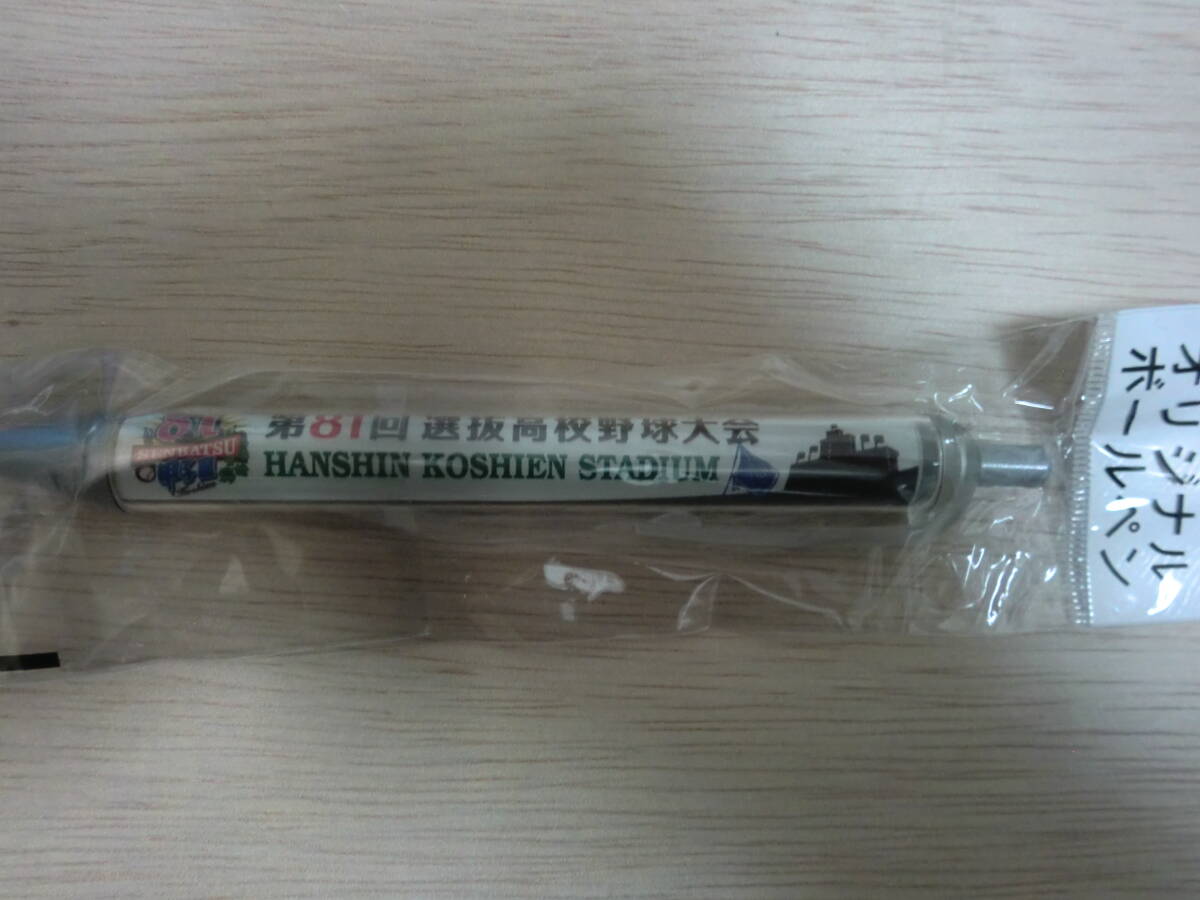 SENBATSU
第81回 選抜高校野球大会
HANSHIN KOSHIEN STADIUM
オリジナル
ボールペン